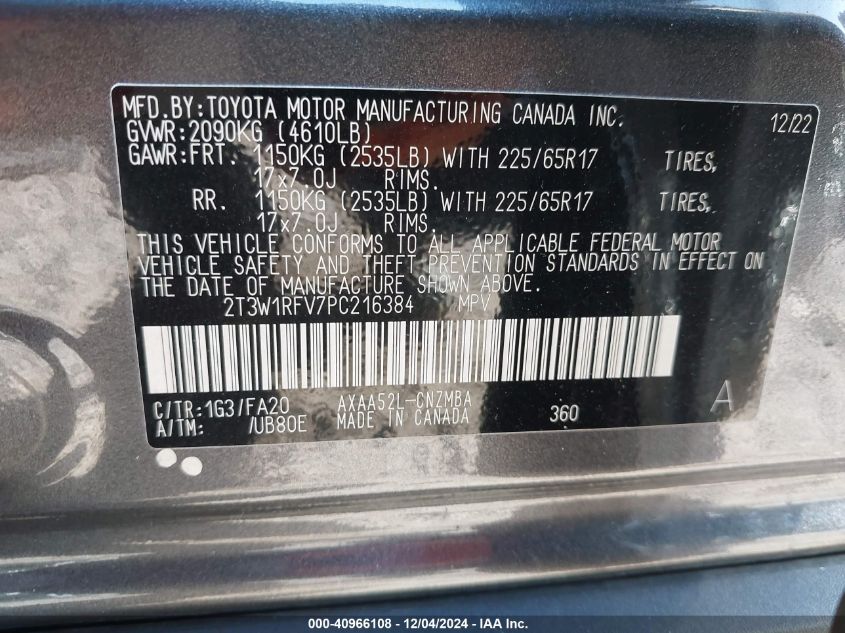 MFD.BY:TOYOTA MOTOR MANUFACTURING CANADA INC. 12/22
GVWR:2090KG (4610LB)
GAWR:FRT. 1150KG (2535LB) WITH 225/65R17 TIRES,
17x7.0J RIMS.
RR. 1150KG (2535LB) WITH 225/65R17 TIRES,
17x7.0J RIMS.
THIS VEHICLE CONFORMS TO ALL APPLICABLE FEDERAL MOTOR
VEHICLE SAFETY AND THEFT PREVENTION STANDARDS IN EFFECT ON
THE DATE OF MANUFACTURE SHOWN ABOVE.
2T3W1RFV7PC216384 MPV
C/TR:1G3/FA20 AXAA52L-CNZMBA
A/TM: /UB80E MADE IN CANADA 360 A
000-40966108 - 12/04/2024 - IAA Inc.